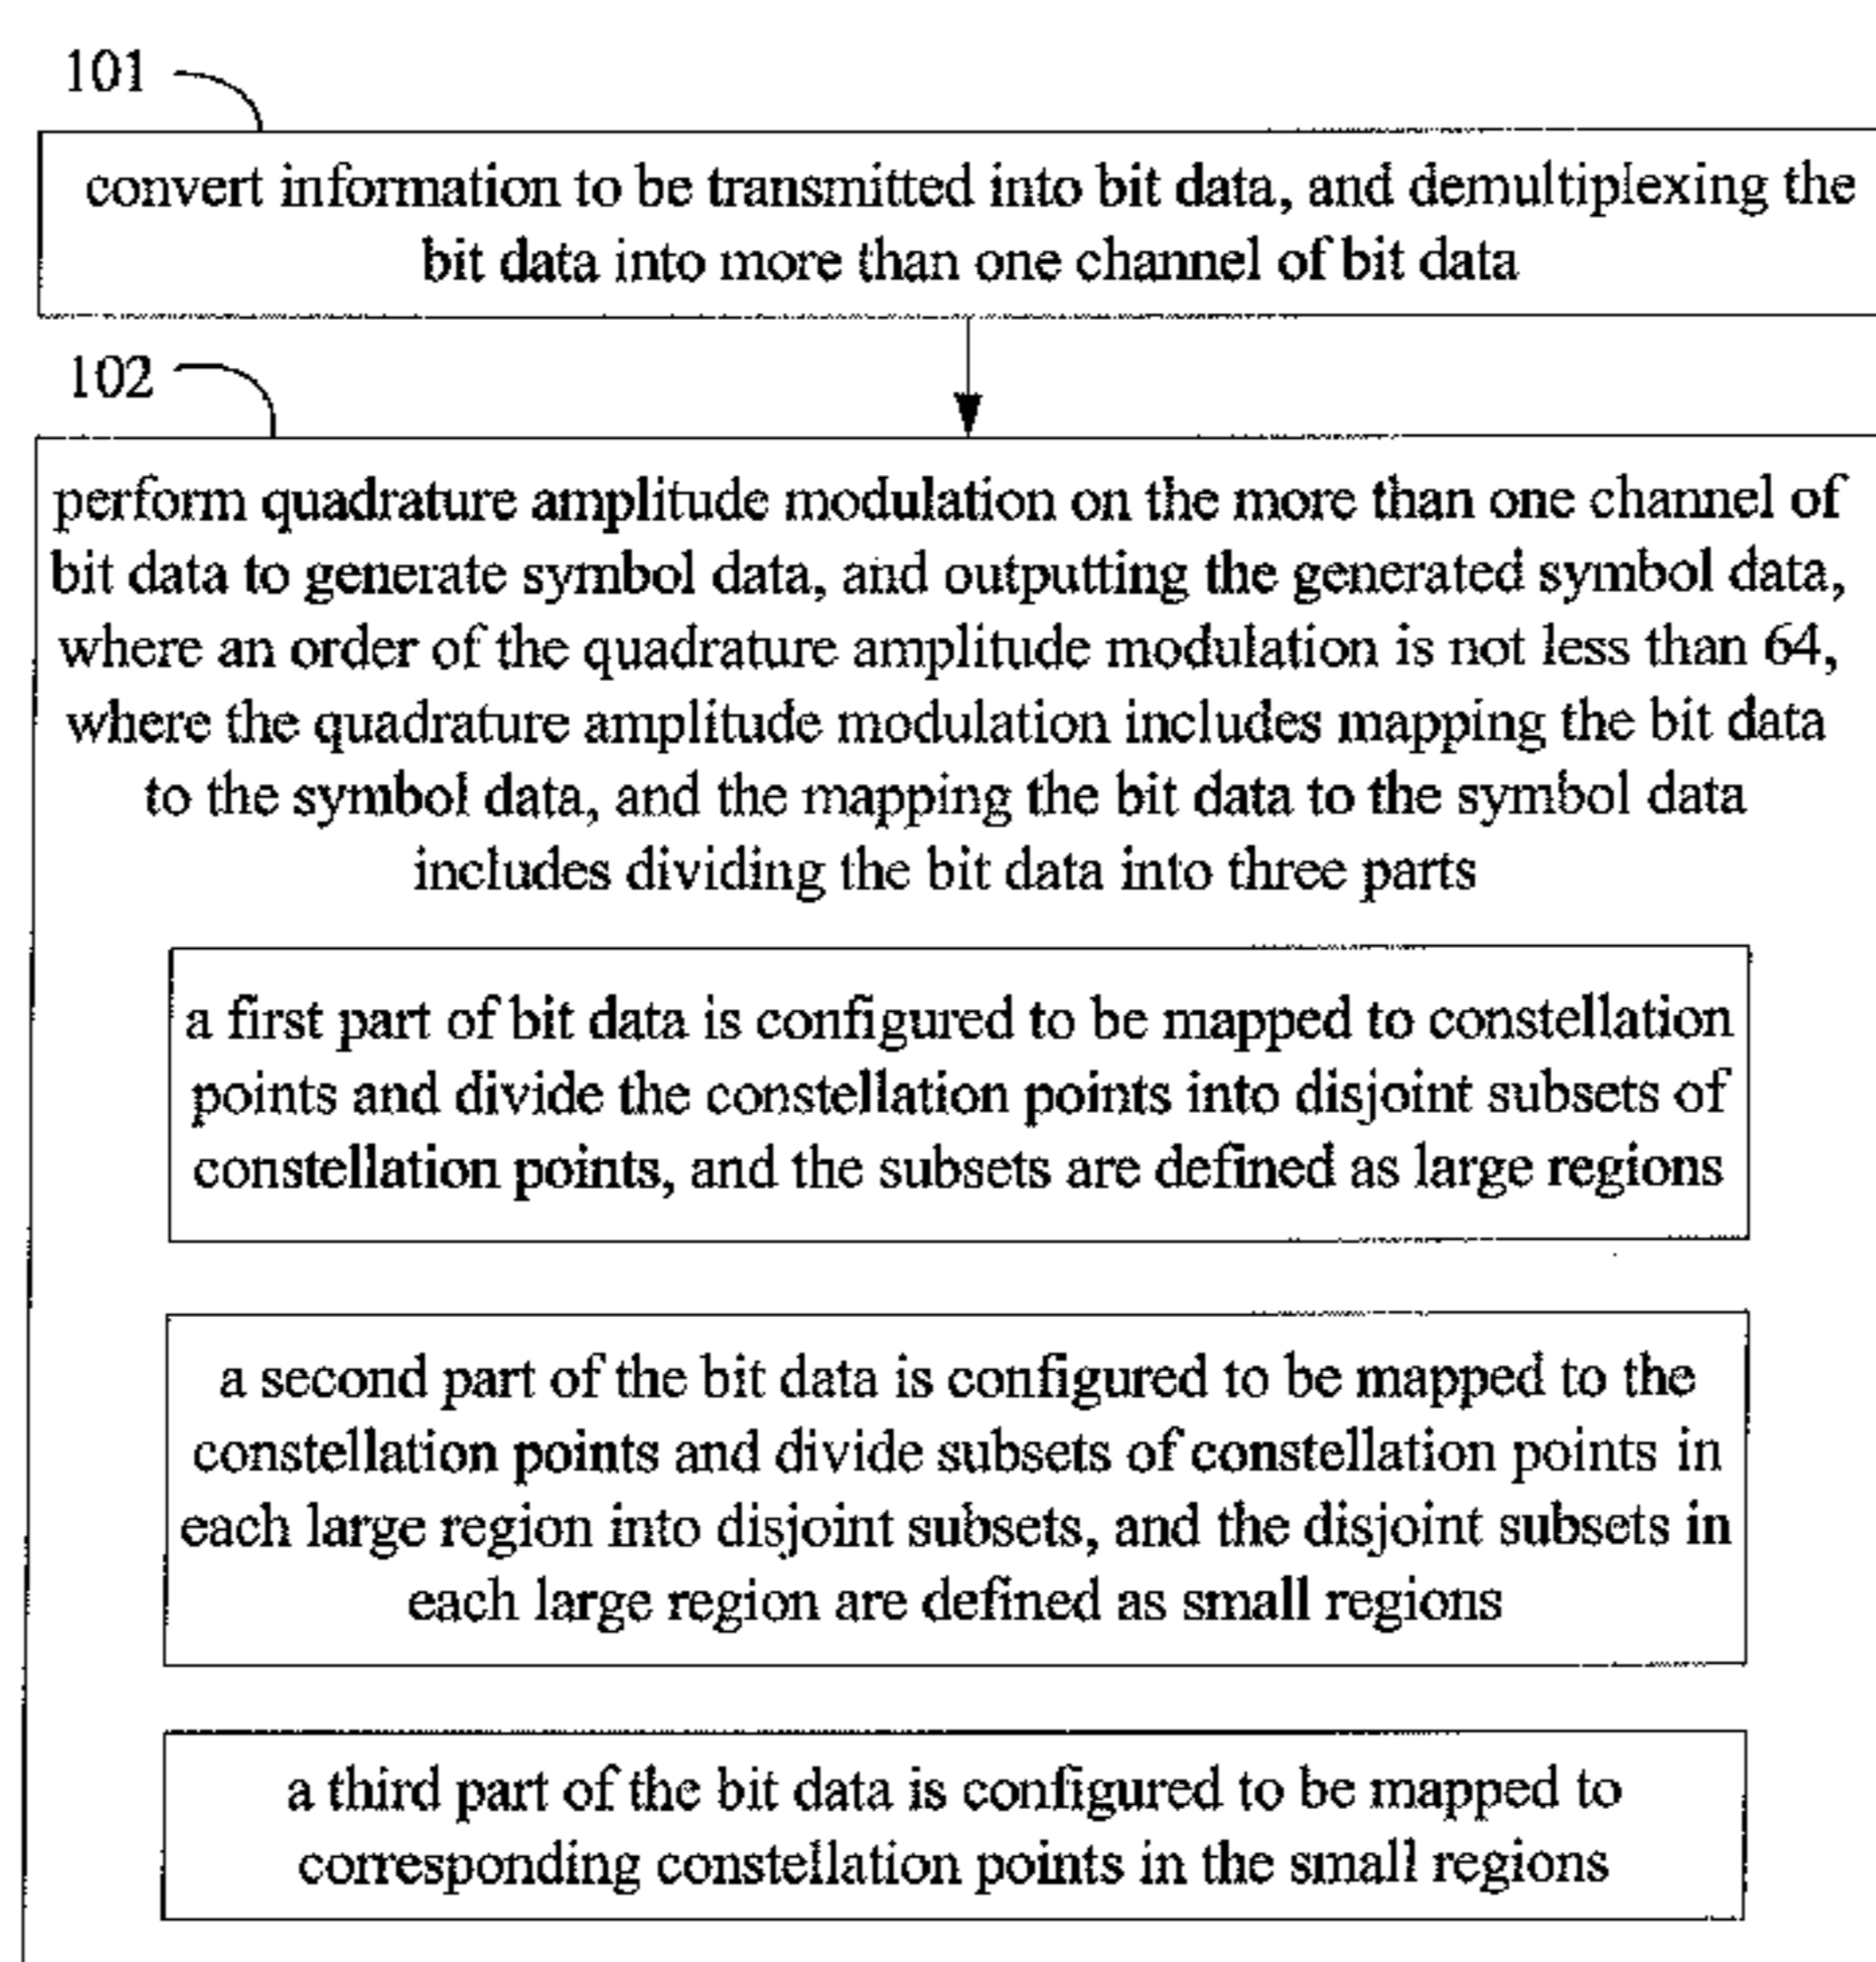 101
convert information to be transmitted into bit data, and demultiplexing the
bit data into more than one channel of bit data
102
perform quadrature amplitude modulation on the more than one channel of
bit data to generate symbol data, and outputting the generated symbol data,
where an order of the quadrature amplitude modulation is not less than 64,
where the quadrature amplitude modulation includes mapping the bit data
to the symbol data, and the mapping the bit data to the symbol data
includes dividing the bit data into three parts
a first part of bit data is configured to be mapped to constellation
points and divide the constellation points into disjoint subsets of
constellation points, and the subsets are defined as large regions
a second part of the bit data is configured to be mapped to the
constellation points and divide subsets of constellation points in
each large region into disjoint subsets, and the disjoint subsets in
each large region are defined as small regions
a third part of the bit data is configured to be mapped to
corresponding constellation points in the small regions